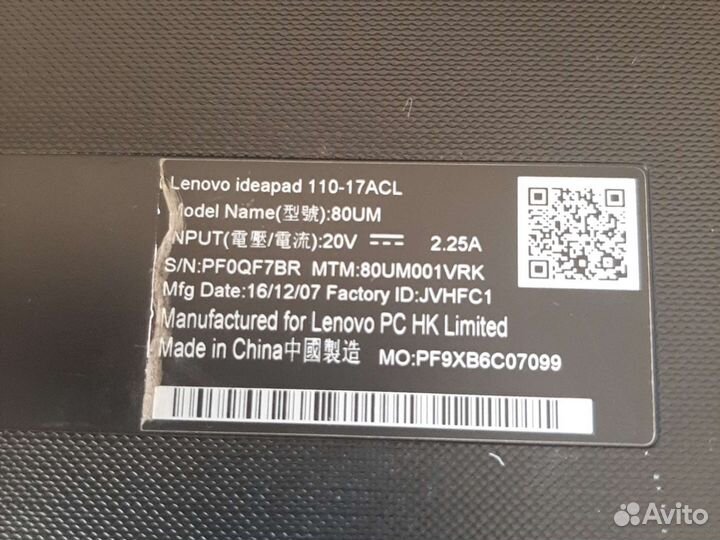 Lenovo ideapad 110-17ACL
Model Name(型號):80UM
INPUT(電壓/電流):20V ⎓ 2.25A
S/N:PF0QF7BR MTM:80UM001VRK
Mfg Date:16/12/07 Factory ID:JVHFC1
Manufactured for Lenovo PC HK Limited
Made in China中國製造 MO:PF9XB6C07099
Avito